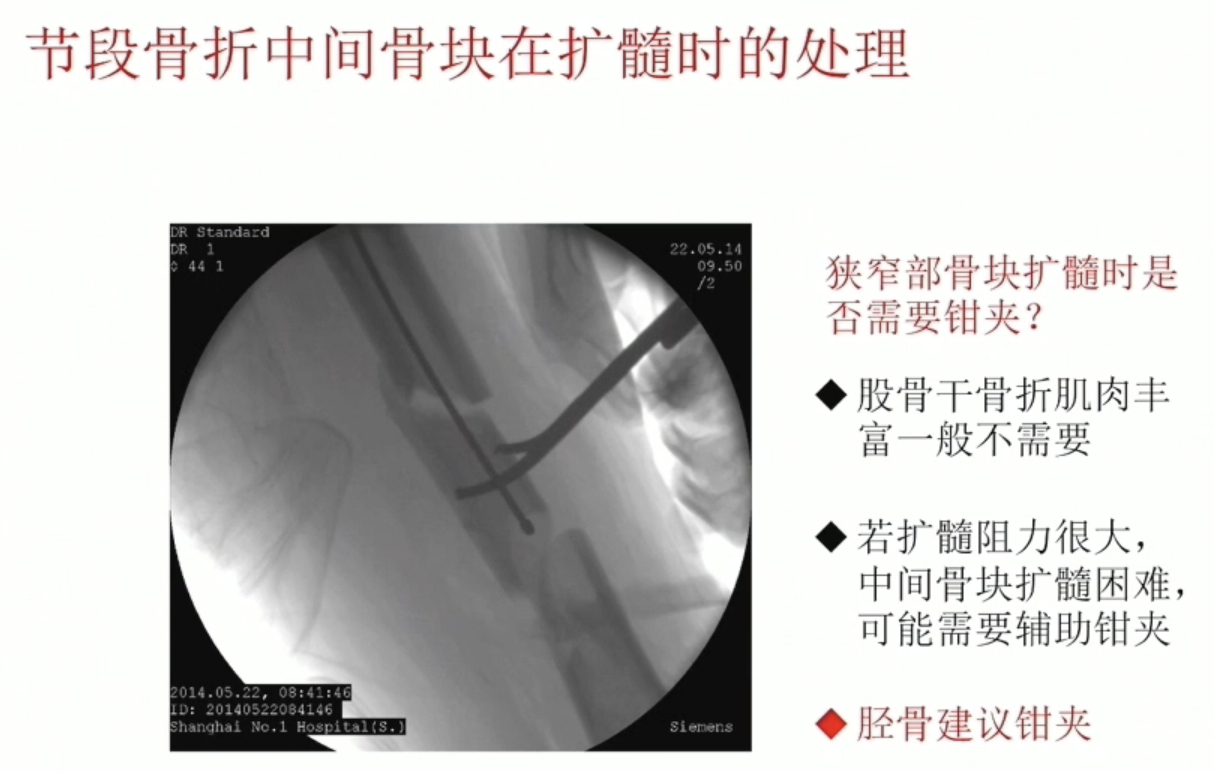 节段骨折中间骨块在扩髓时的处理
DR Standard
DR 1
44 1
22.05.14
09.50
/2
2014.05.22, 08:41:46
ID: 20140522084146
Shanghai No.1 Hospital(S.)
Siemens
狭窄部骨块扩髓时是
否需要钳夹？
◆ 股骨干骨折肌肉丰
富一般不需要
◆ 若扩髓阻力很大，
中间骨块扩髓困难，
可能需要辅助钳夹
◆ 胫骨建议钳夹